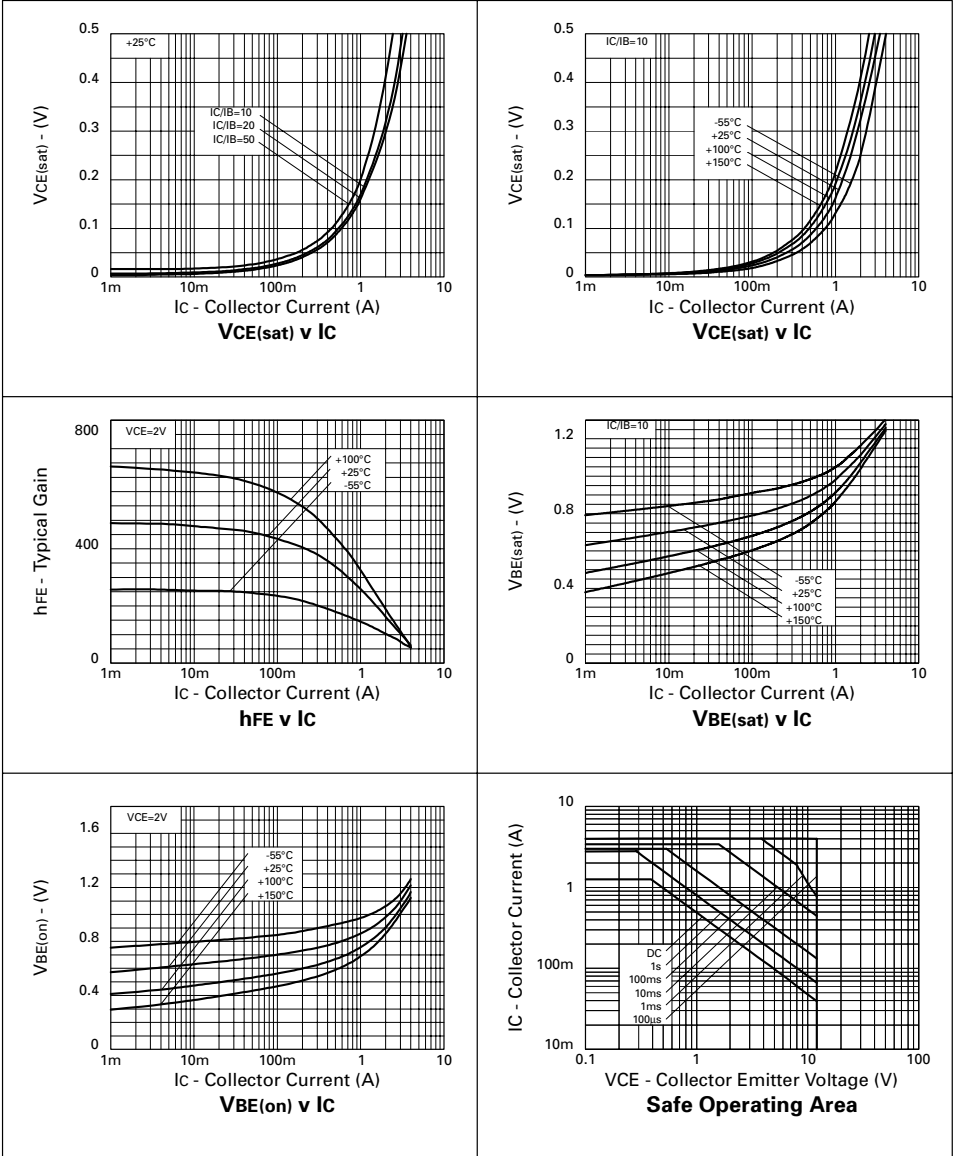 0.5
+25°C
0.4
IC/IB=10
IC/IB=20
IC/IB=50
0.3
0.2
0.1
0
VCE(sat) - (V)
1m 10m 100m 1 10
IC - Collector Current (A)
VCE(sat) v IC
0.5
IC/IB=10
0.4
0.3
-55°C
+25°C
+100°C
+150°C
0.2
0.1
0
VCE(sat) - (V)
1m 10m 100m 1 10
IC - Collector Current (A)
VCE(sat) v IC
800
VCE=2V
+100°C
+25°C
-55°C
400
0
hFE - Typical Gain
1m 10m 100m 1 10
IC - Collector Current (A)
hFE v IC
IC/IB=10
1.2
0.8
0.4
-55°C
+25°C
+100°C
+150°C
0
VBE(sat) - (V)
1m 10m 100m 1 10
IC - Collector Current (A)
VBE(sat) v IC
VCE=2V
1.6
-55°C
+25°C
+100°C
+150°C
1.2
0.8
0.4
0
VBE(on) - (V)
1m 10m 100m 1 10
IC - Collector Current (A)
VBE(on) v IC
10
1
100m
10m
DC
1s
100ms
10ms
1ms
100µs
IC - Collector Current (A)
0.1 1 10 100
VCE - Collector Emitter Voltage (V)
Safe Operating Area